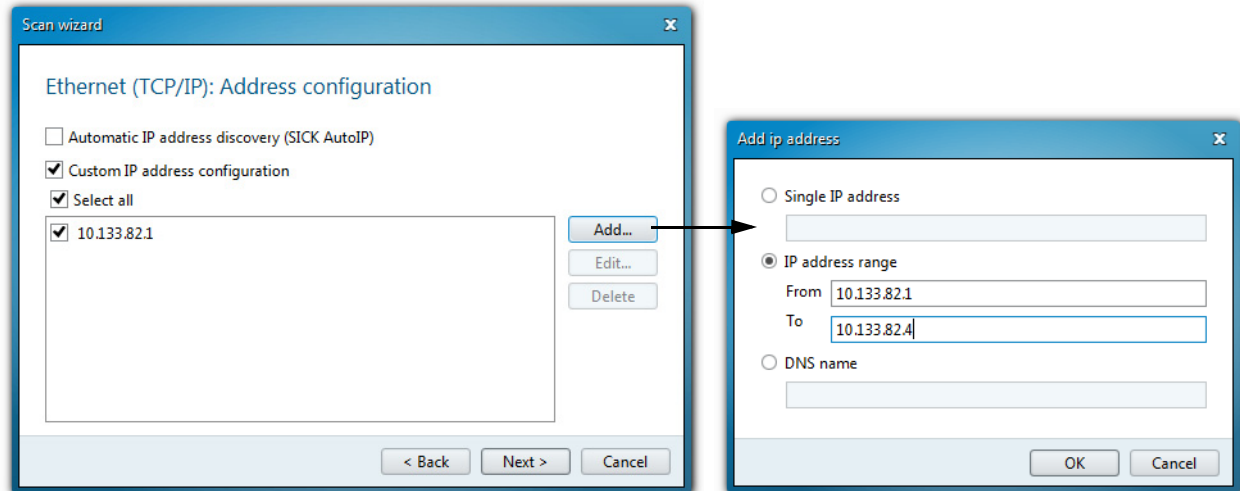 Scan wizard
Ethernet (TCP/IP): Address configuration
Automatic IP address discovery (SICK AutoIP)
Custom IP address configuration
Select all
10.133.82.1
Add...
Edit...
Delete
< Back Next > Cancel
Add ip address
Single IP address
IP address range
From 10.133.82.1
To 10.133.82.4
DNS name
OK Cancel